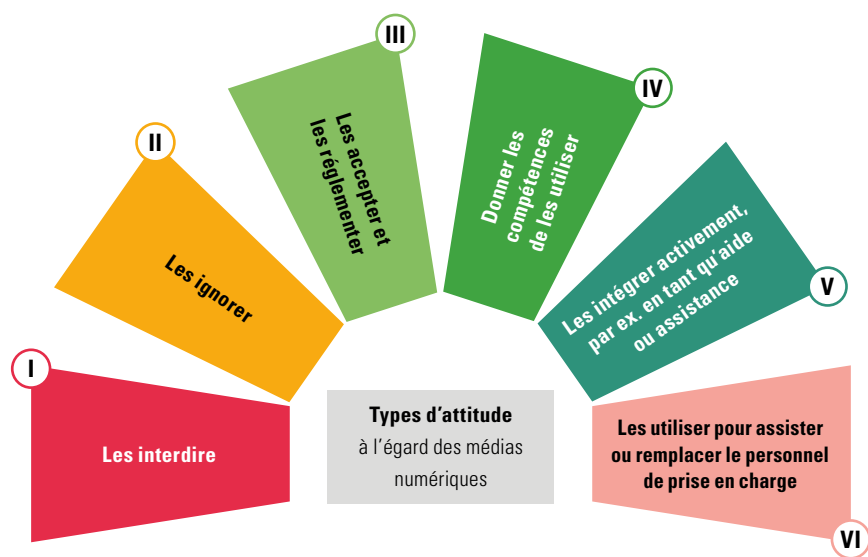 I
Les interdire
II
Les ignorer
III
Les accepter et
les réglementer
IV
Donner les
compétences
de les utiliser
V
Les intégrer activement,
par ex. en tant qu’aide
ou assistance
VI
Les utiliser pour assister
ou remplacer le personnel
de prise en charge
Types d’attitude
à l’égard des médias
numériques